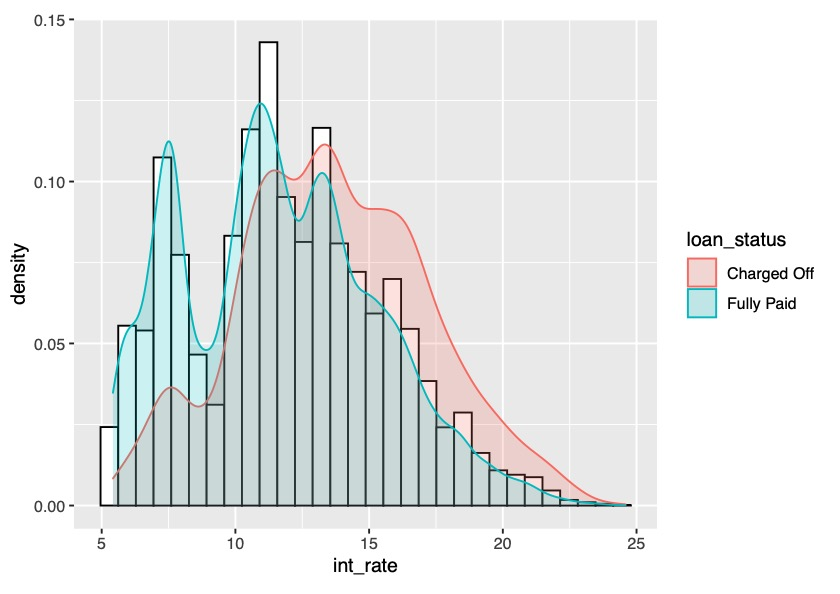 0.15
0.10
0.05
0.00
density
5 10 15 20 25
int_rate
loan_status
Charged Off
Fully Paid